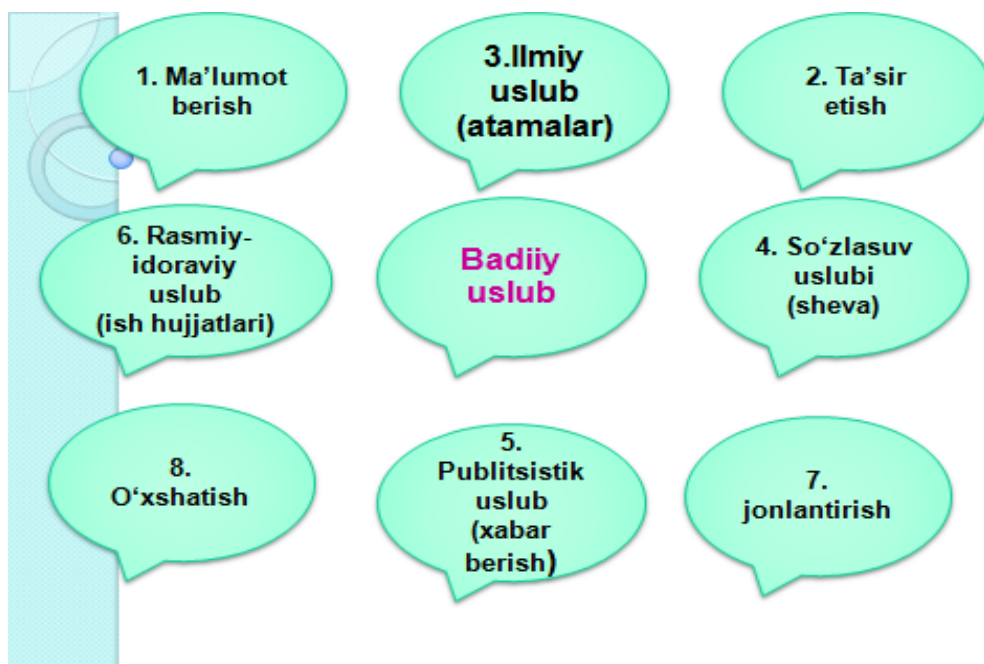 1. Ma’lumot
berish
3.Ilmiy
uslub
(atamalar)
2. Ta’sir
etish
6. Rasmiy-
idoraviy
uslub
(ish hujjatlari)
Badiiy
uslub
4. So‘zlasuv
uslubi
(sheva)
8.
O‘xshatish
5.
Publitsistik
uslub
(xabar
berish)
7.
jonlantirish